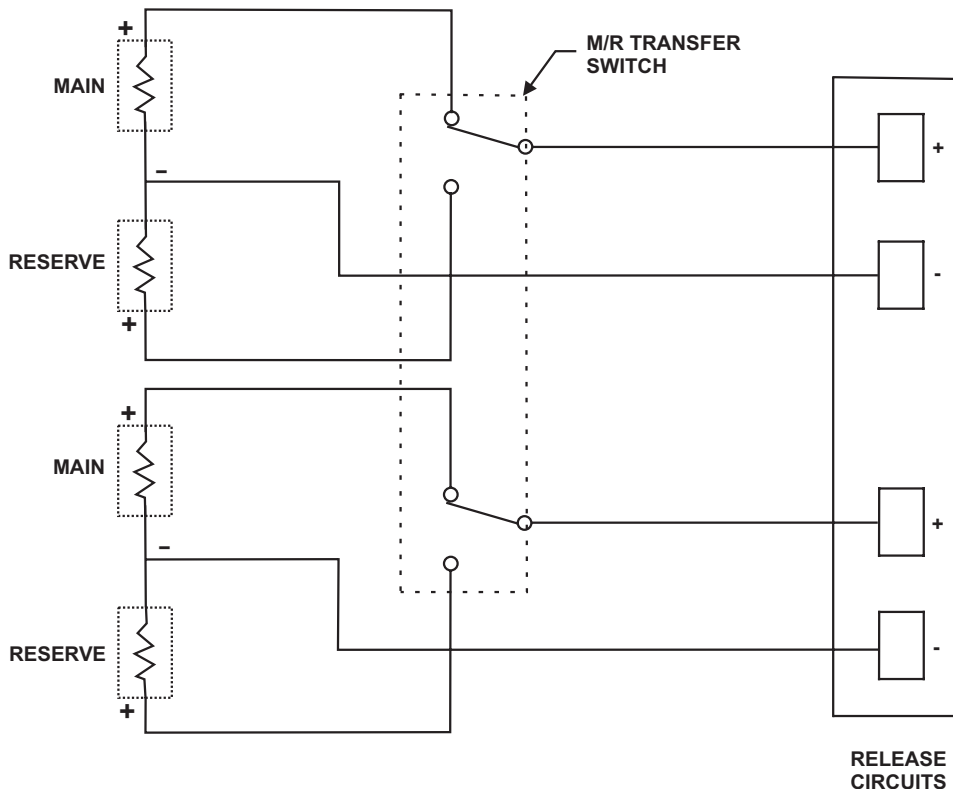 +
MAIN
–
RESERVE
+
M/R TRANSFER
SWITCH
+
-
+
MAIN
–
RESERVE
+
+
-
RELEASE
CIRCUITS